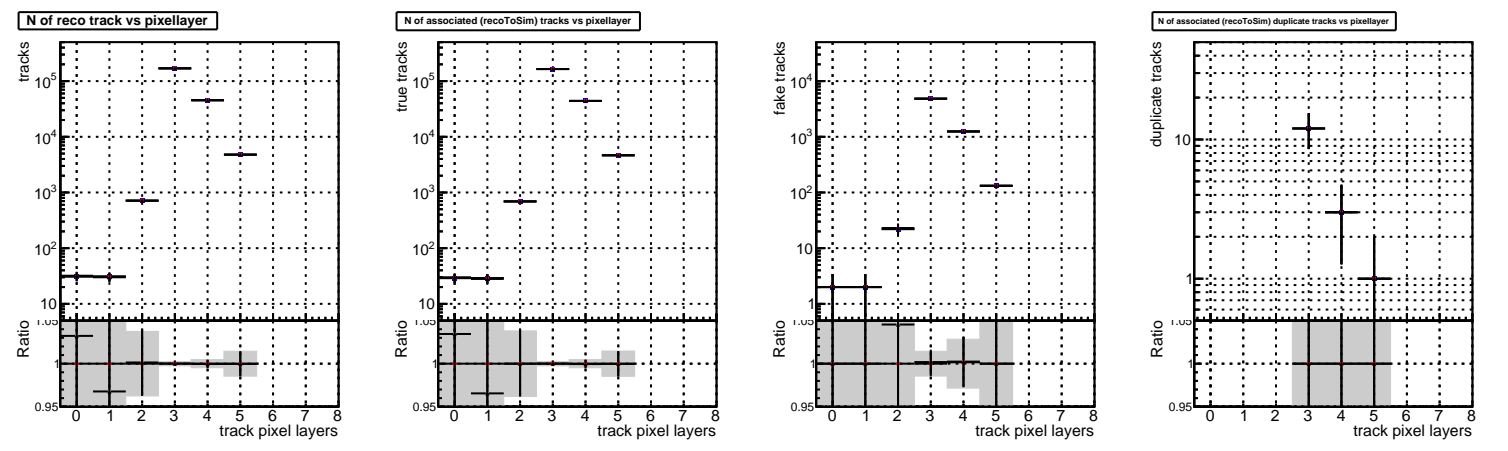 N of reco track vs pixellayer
tracks
10^5
10^4
10^3
10^2
10
1.05
Ratio
1
0.95
0 1 2 3 4 5 6 7 8
track pixel layers
N of associated (recoToSim) tracks vs pixellayer
true tracks
10^5
10^4
10^3
10^2
10
1.05
Ratio
1
0.95
0 1 2 3 4 5 6 7 8
track pixel layers
fake tracks
10^4
10^3
10^2
10
1
1.05
Ratio
1
0.95
0 1 2 3 4 5 6 7 8
track pixel layers
N of associated (recoToSim) duplicate tracks vs pixellayer
duplicate tracks
10
1
1.05
Ratio
1
0.95
0 1 2 3 4 5 6 7 8
track pixel layers